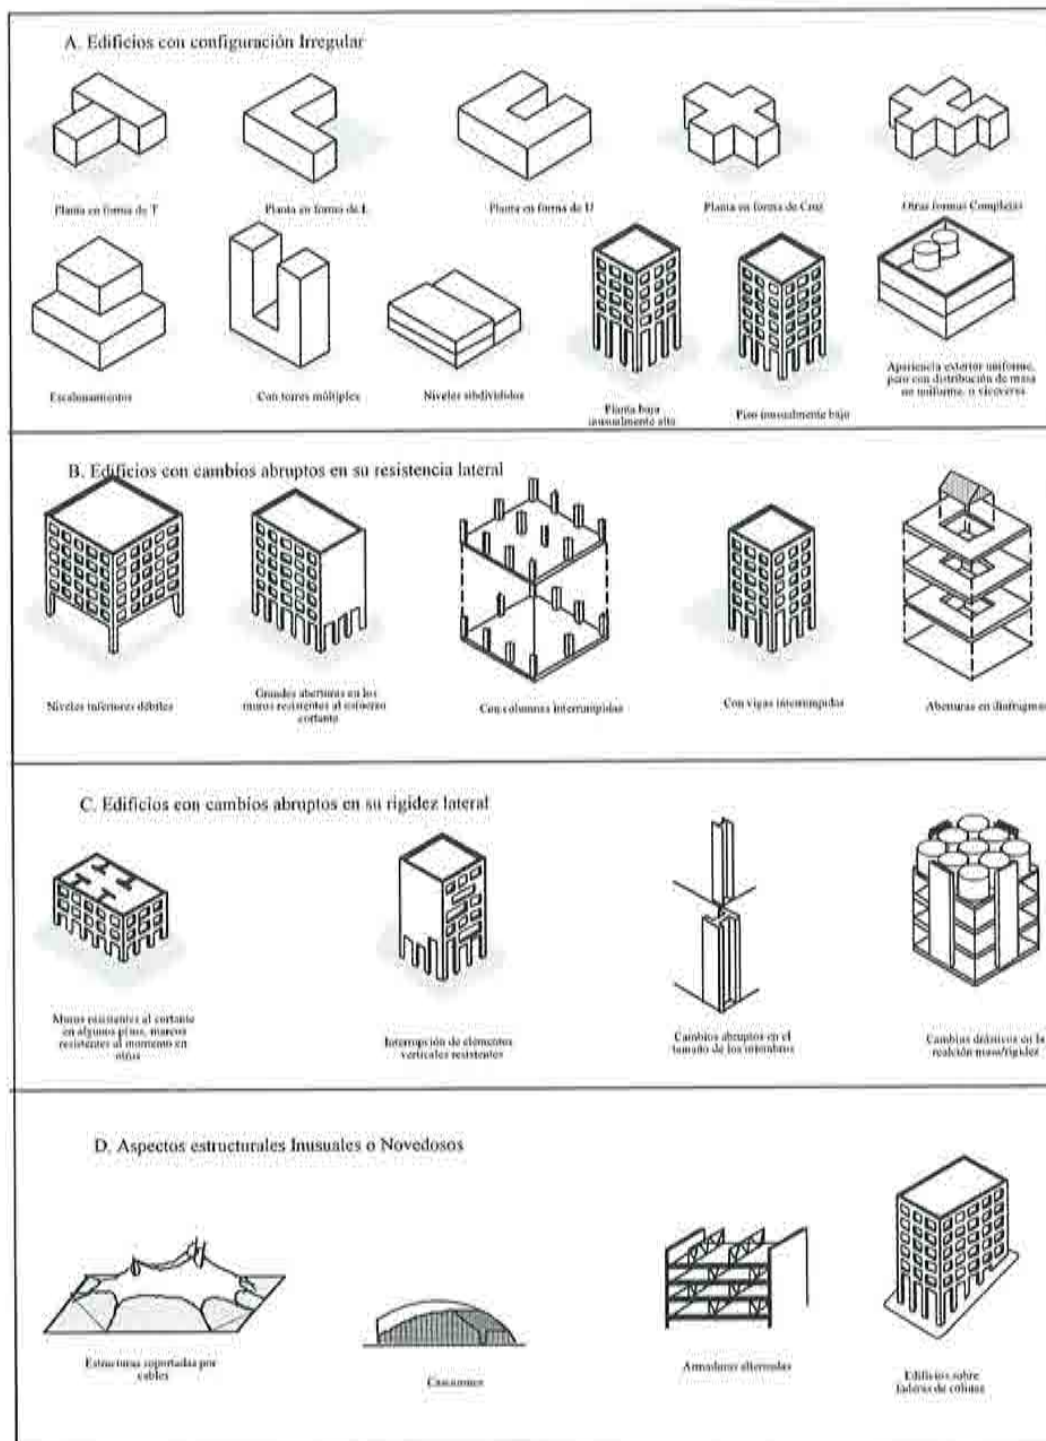 A. Edificios con configuración Irregular
Planta en forma de T
Planta en forma de L
Planta en forma de U
Planta en forma de Cruz
Otras formas Complejas
Escalonamientos
Con torres múltiples
Niveles subdivididos
Planta baja
inusualmente alta
Piso inusualmente bajo
Apariencia exterior uniforme,
pero con distribución de masa
no uniforme, o viceversa
B. Edificios con cambios abruptos en su resistencia lateral
Niveles inferiores débiles
Grandes aberturas en los
muros resistentes al esfuerzo
cortante
Con columnas interrumpidas
Con vigas interrumpidas
Aberturas en diafragmas
C. Edificios con cambios abruptos en su rigidez lateral
Muros resistentes al cortante
en algunos pisos, marcos
resistentes al momento en
otros
Interrupción de elementos
verticales resistentes
Cambios abruptos en el
tamaño de los miembros
Cambios drásticos en la
realción masa/rigidez
D. Aspectos estructurales Inusuales o Novedosos
Estructuras soportadas por
cables
Cascarones
Armaduras alternadas
Edificios sobre
laderas de colinas